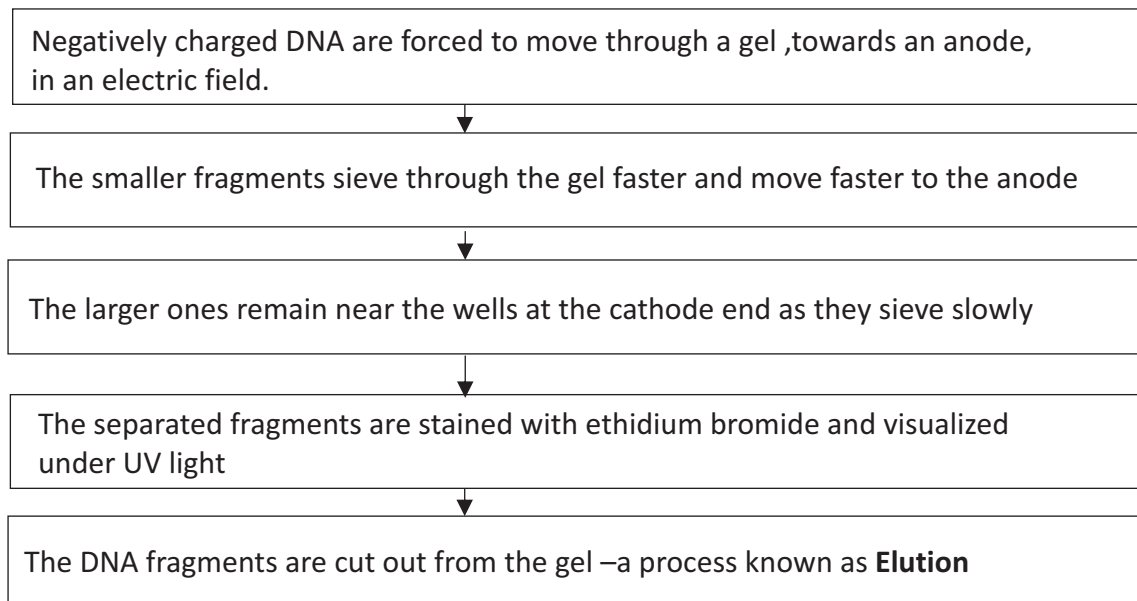 Negatively charged DNA are forced to move through a gel ,towards an anode,
in an electric field.
The smaller fragments sieve through the gel faster and move faster to the anode
The larger ones remain near the wells at the cathode end as they sieve slowly
The separated fragments are stained with ethidium bromide and visualized
under UV light
The DNA fragments are cut out from the gel –a process known as Elution